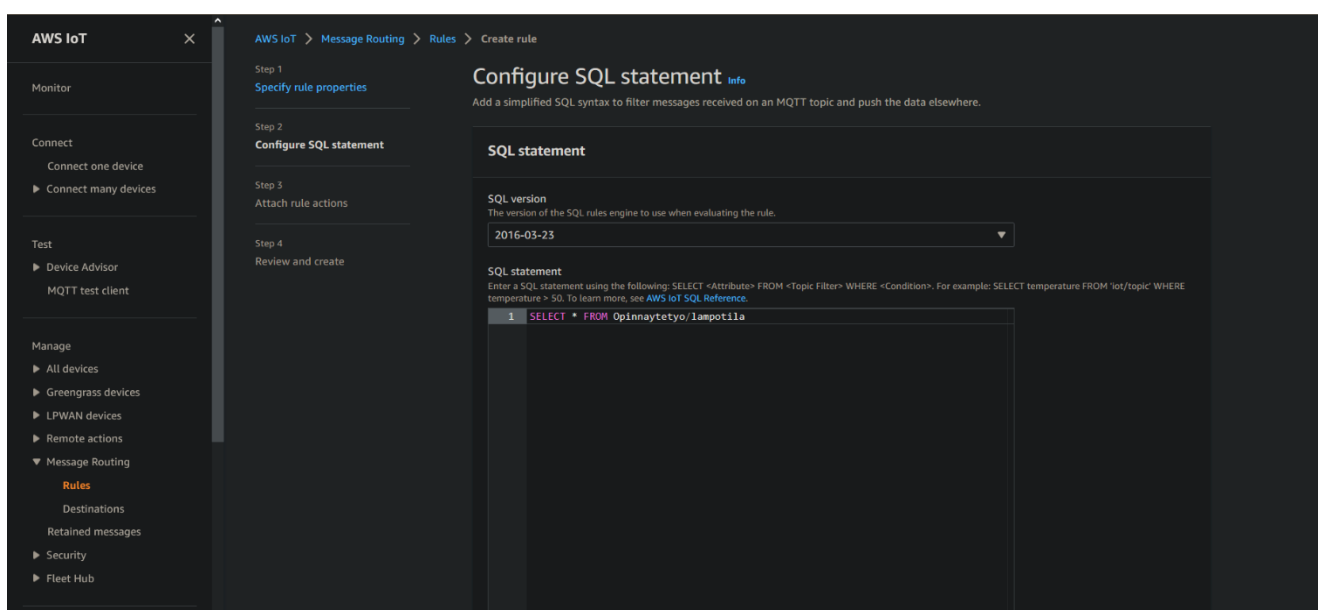 AWS IoT
Monitor
Connect
Connect one device
Connect many devices
Test
Device Advisor
MQTT test client
Manage
All devices
Greengrass devices
LPWAN devices
Remote actions
Message Routing
Rules
Destinations
Retained messages
Security
Fleet Hub
AWS IoT > Message Routing > Rules > Create rule
Step 1
Specify rule properties
Step 2
Configure SQL statement
Step 3
Attach rule actions
Step 4
Review and create
Configure SQL statement Info
Add a simplified SQL syntax to filter messages received on an MQTT topic and push the data elsewhere.
SQL statement
SQL version
The version of the SQL rules engine to use when evaluating the rule.
2016-03-23
SQL statement
Enter a SQL statement using the following: SELECT <Attribute> FROM <Topic Filter> WHERE <Condition>. For example: SELECT temperature FROM 'iot/topic' WHERE
temperature > 50. To learn more, see AWS IoT SQL Reference.
1 SELECT * FROM Opinnaytetyo/lampotila